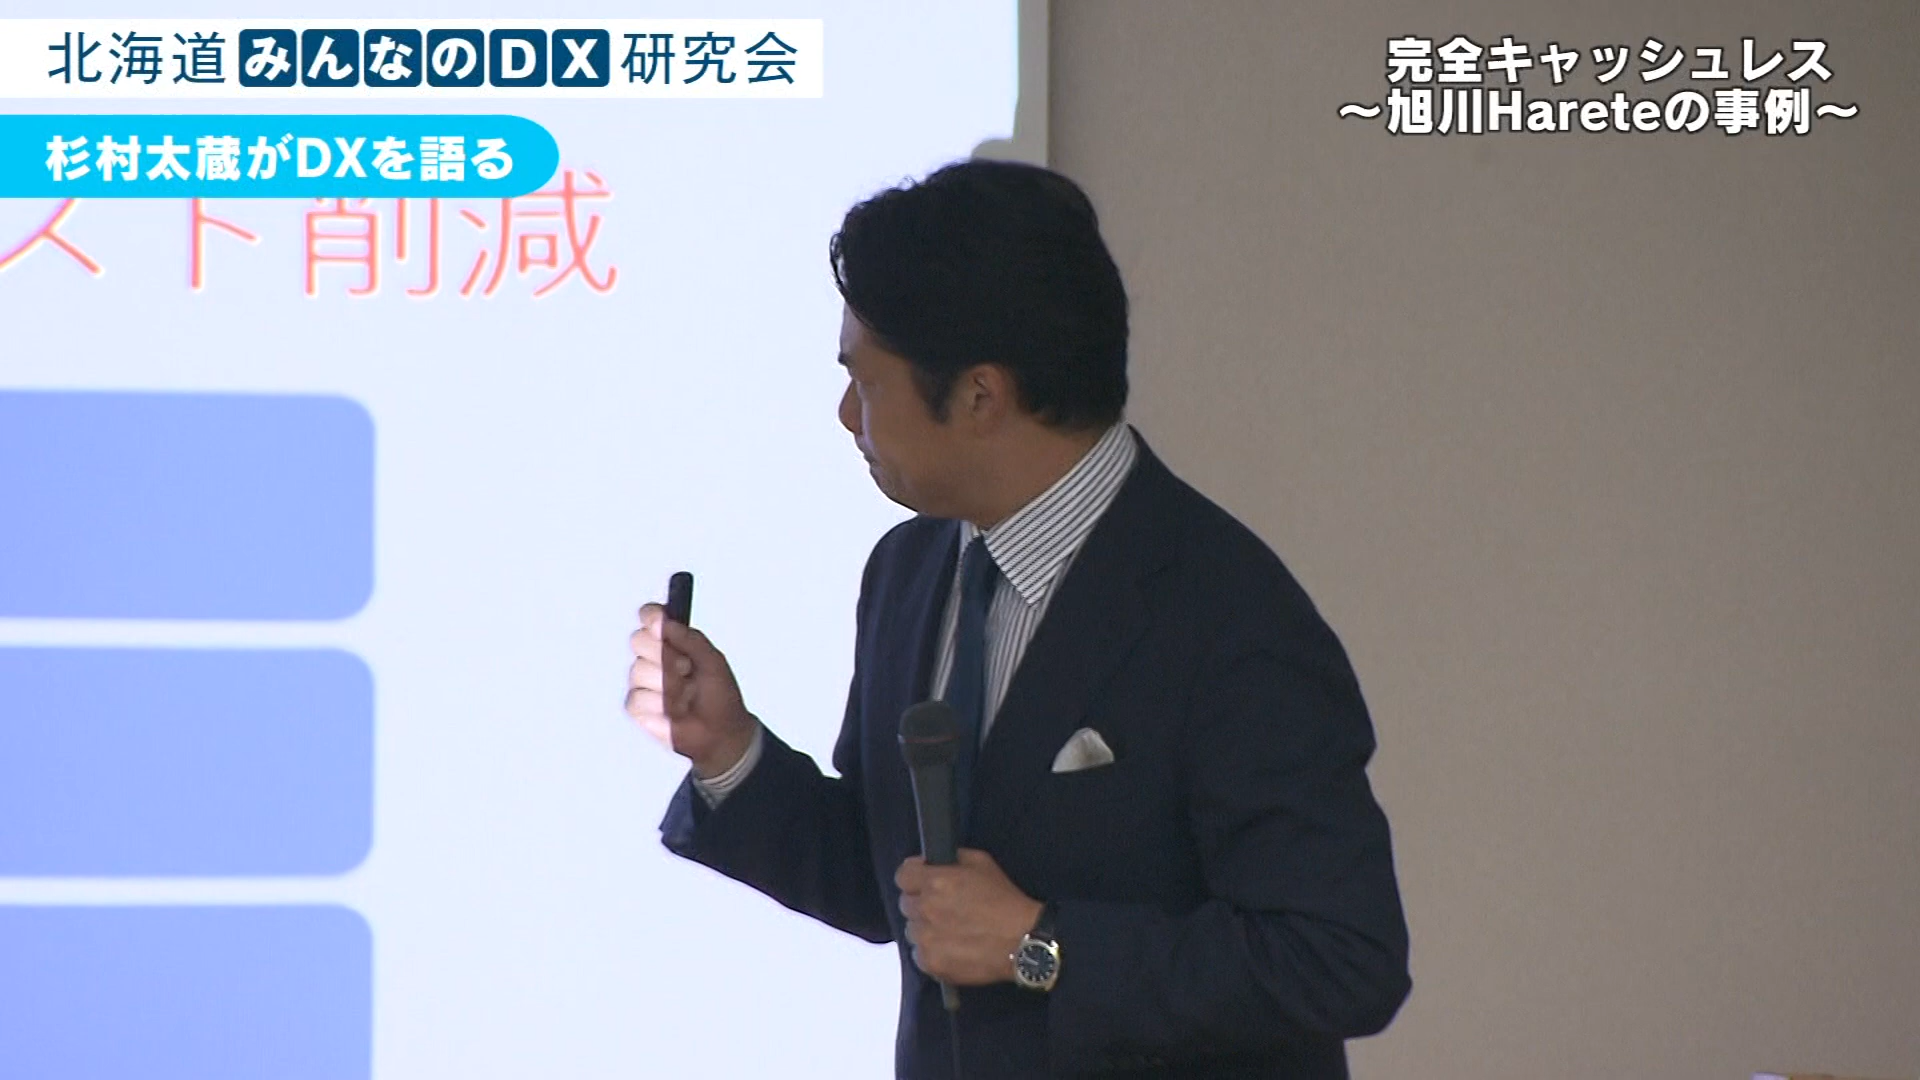 北海道みんなのDX研究会
完全キャッシュレス
～旭川Hareteの事例～
杉村太蔵がDXを語る
スト削減